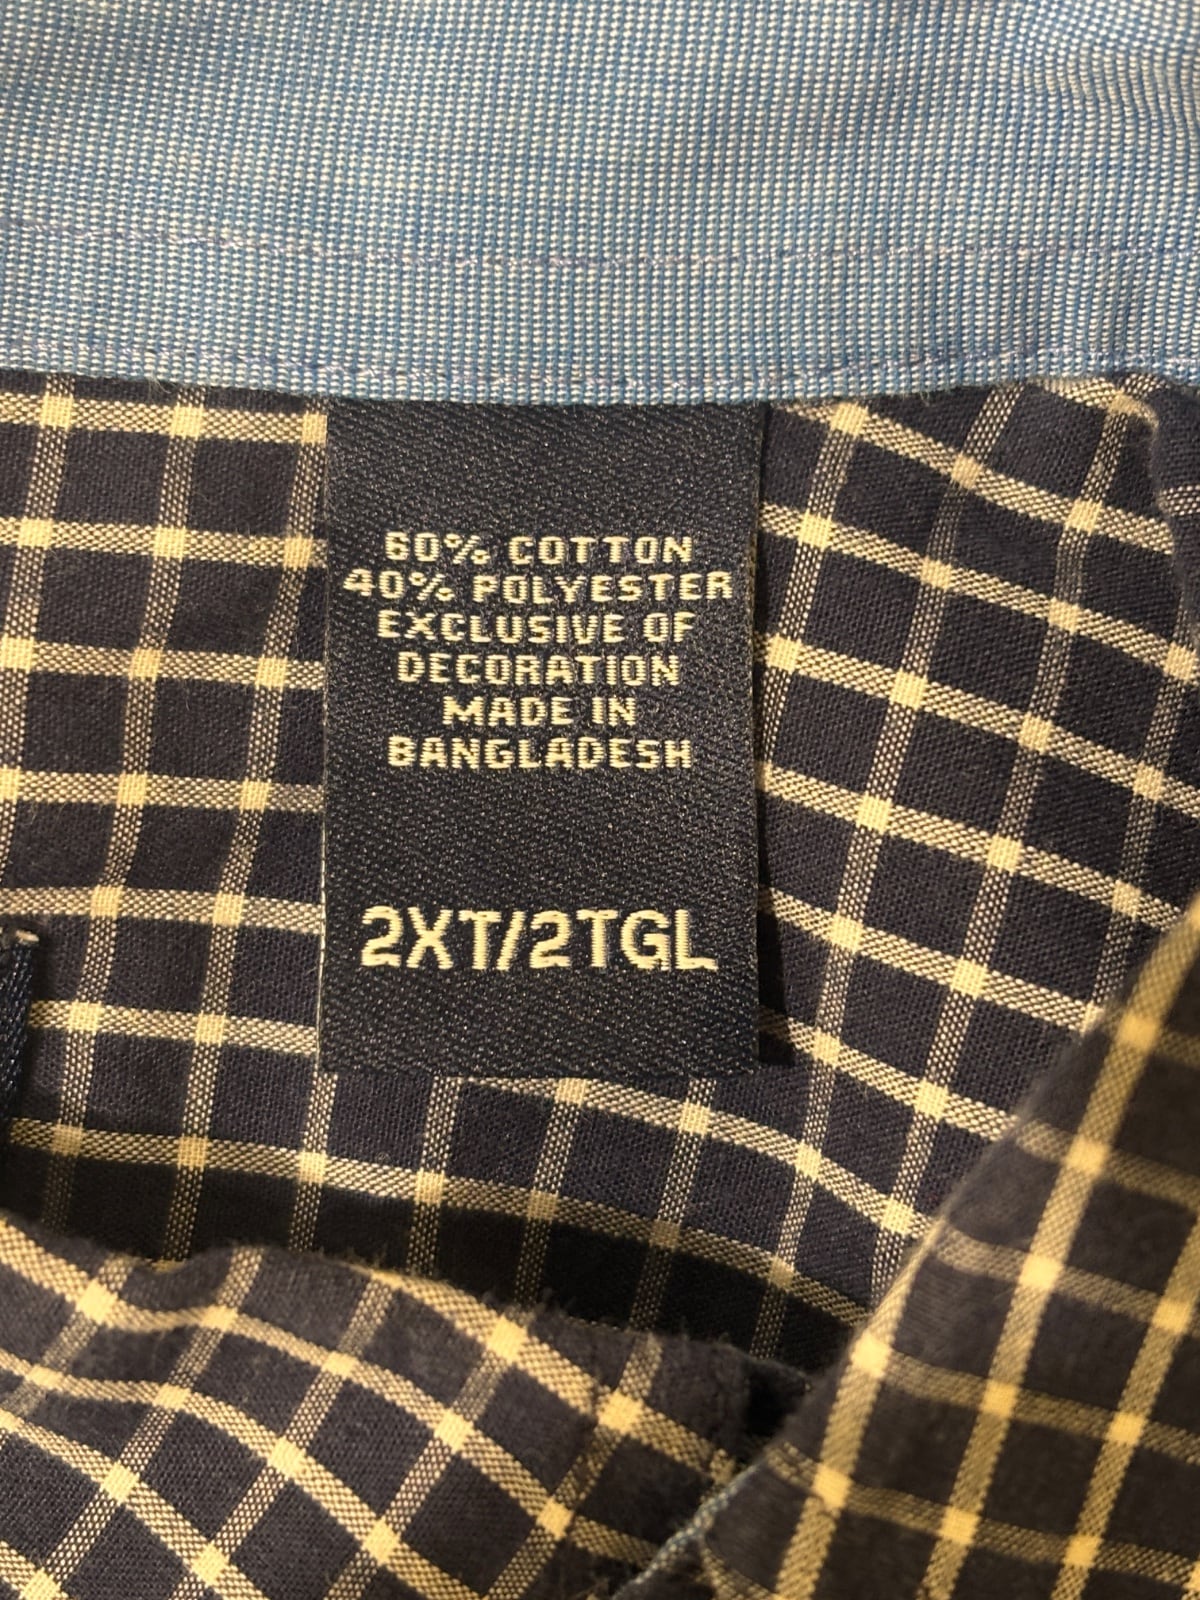 60% COTTON
40% POLYESTER
EXCLUSIVE OF
DECORATION
MADE IN
BANGLADESH
2XT/2TGL